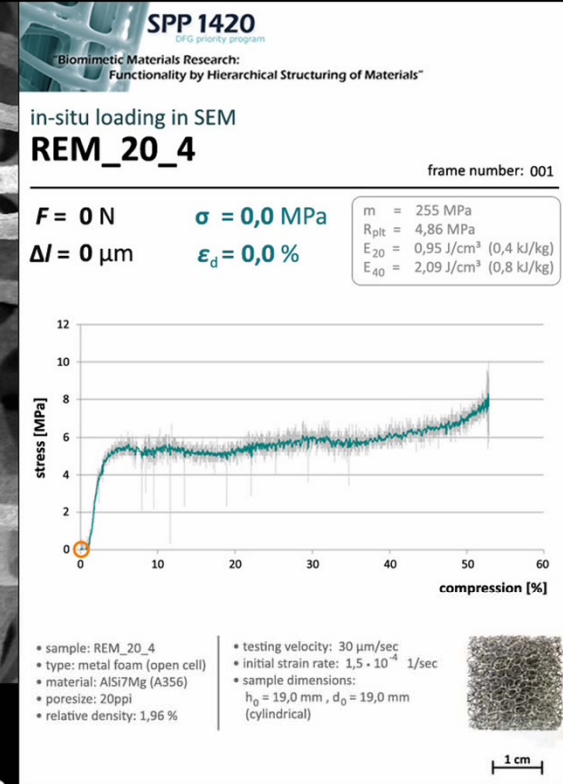 SPP 1420
DFG priority program
"Biomimetic Materials Research:
Functionality by Hierarchical Structuring of Materials"
in-situ loading in SEM
REM_20_4
frame number: 001
F = 0 N
σ = 0,0 MPa
Δl = 0 μm
εd = 0,0 %
m = 255 MPa
Rplt = 4,86 MPa
E20 = 0,95 J/cm³ (0,4 kJ/kg)
E40 = 2,09 J/cm³ (0,8 kJ/kg)
stress [MPa]
12
10
8
6
4
2
0
0 10 20 30 40 50 60
compression [%]
• sample: REM_20_4
• type: metal foam (open cell)
• material: AlSi7Mg (A356)
• poresize: 20ppi
• relative density: 1,96 %
• testing velocity: 30 μm/sec
• initial strain rate: 1,5 · 10⁻⁴ 1/sec
• sample dimensions:
h₀ = 19,0 mm , d₀ = 19,0 mm
(cylindrical)
1 cm